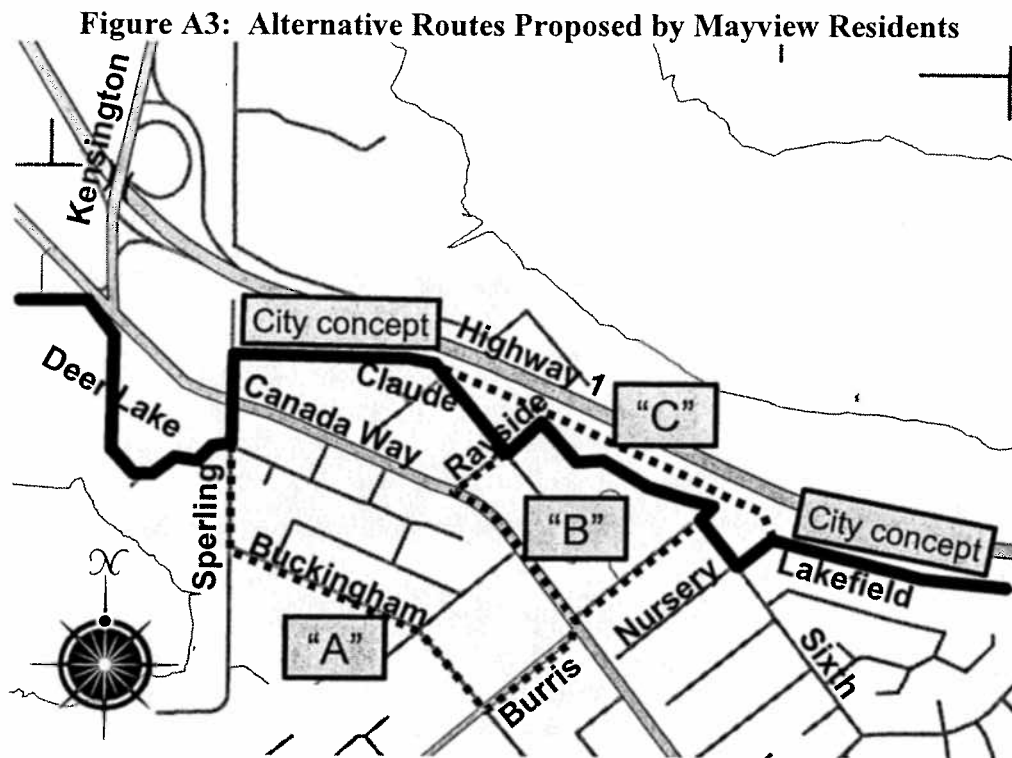 Figure A3: Alternative Routes Proposed by Mayview Residents
Kensington
City concept
Highway 1
Deer Lake
Claude
"C"
Canada Way
Rayside
Sperling
"B"
City concept
Buckingham
Lakefield
Nursery
N
"A"
Sixth
Burris